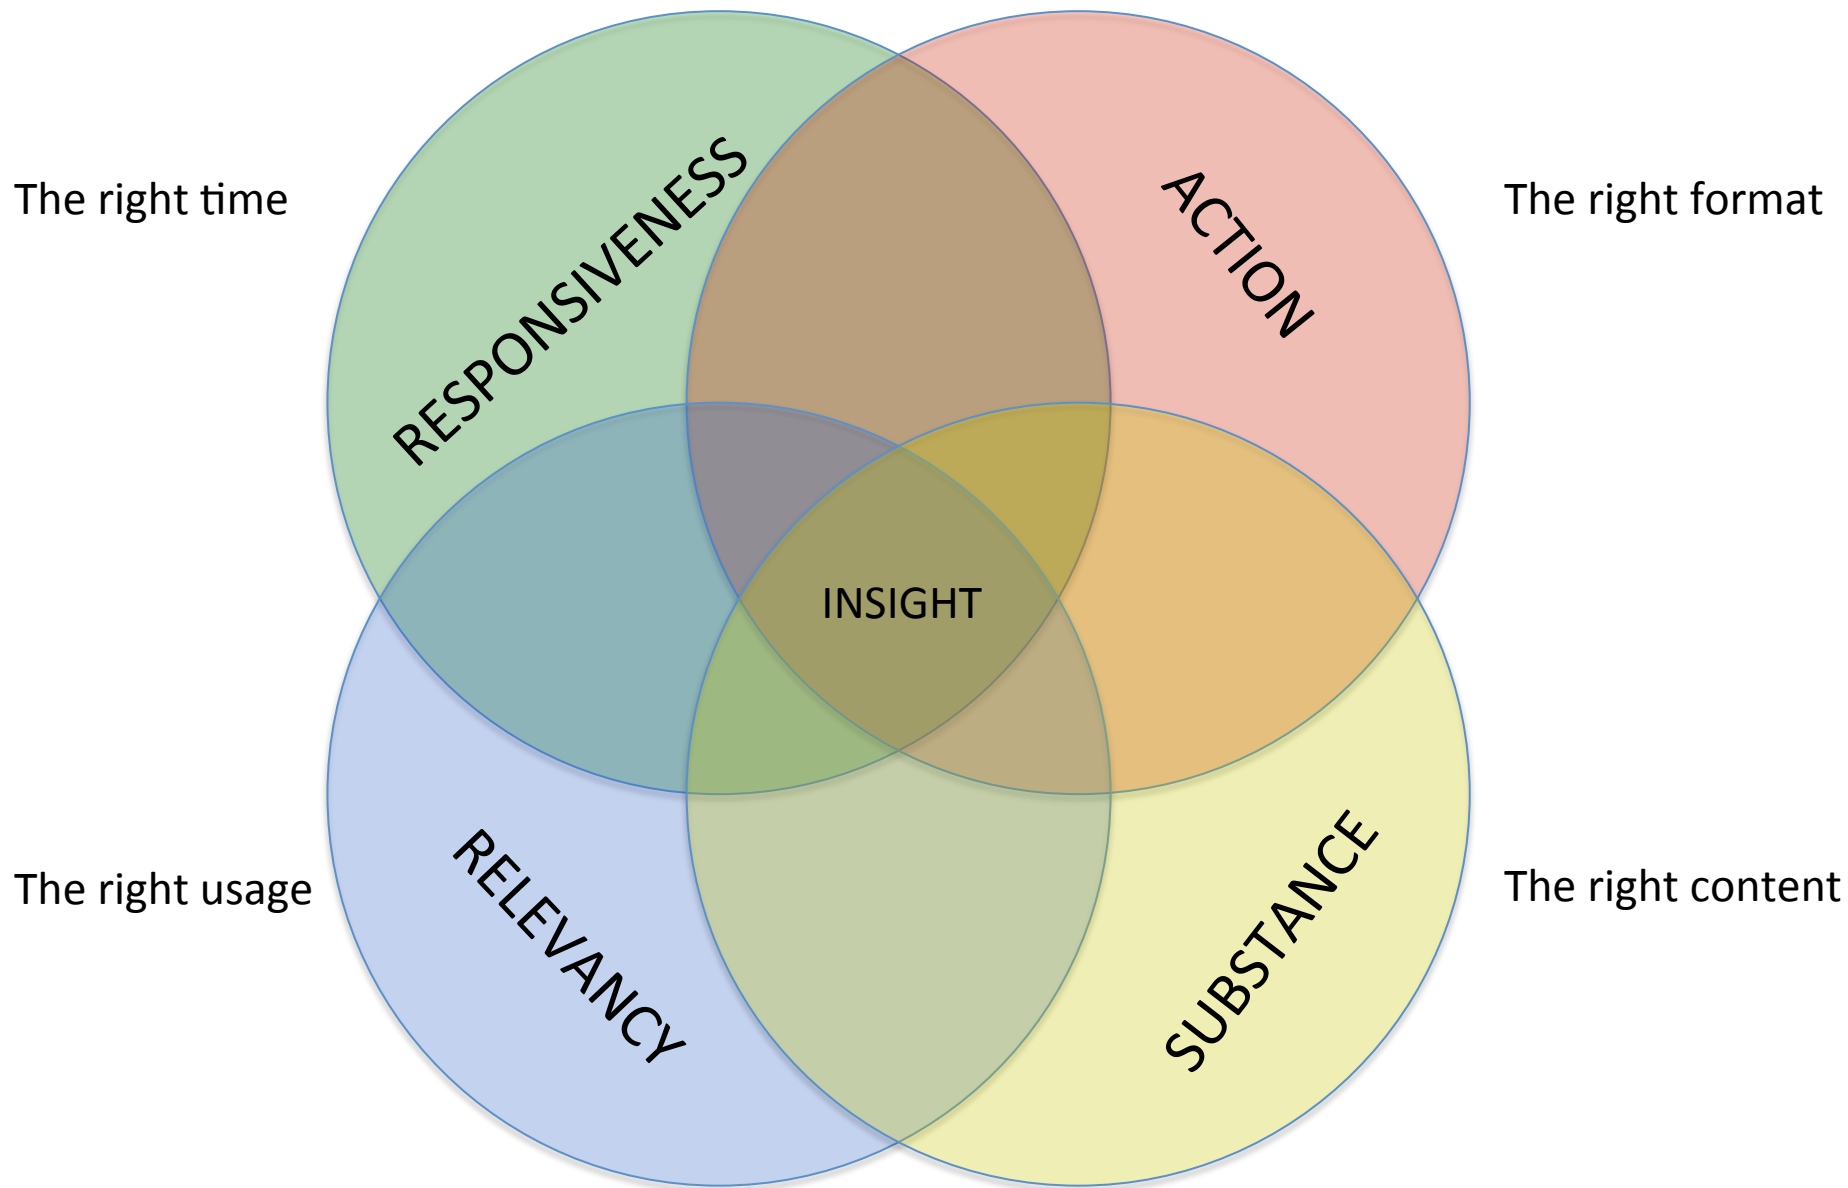 The right time
RESPONSIVENESS
ACTION
The right format
INSIGHT
The right usage
RELEVANCY
SUBSTANCE
The right content